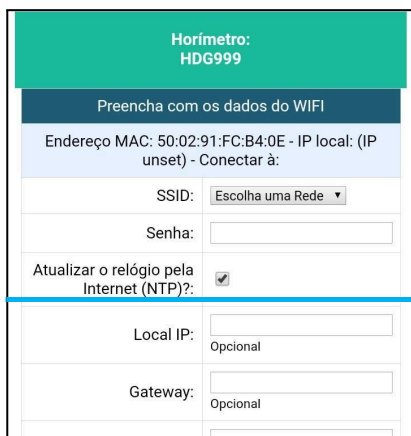 Horímetro:
HDG999
Preencha com os dados do WIFI
Endereço MAC: 50:02:91:FC:B4:0E - IP local: (IP
unset) - Conectar à:
SSID: Escolha uma Rede
Senha:
Atualizar o relógio pela
Internet (NTP)?:
Local IP:
Opcional
Gateway:
Opcional